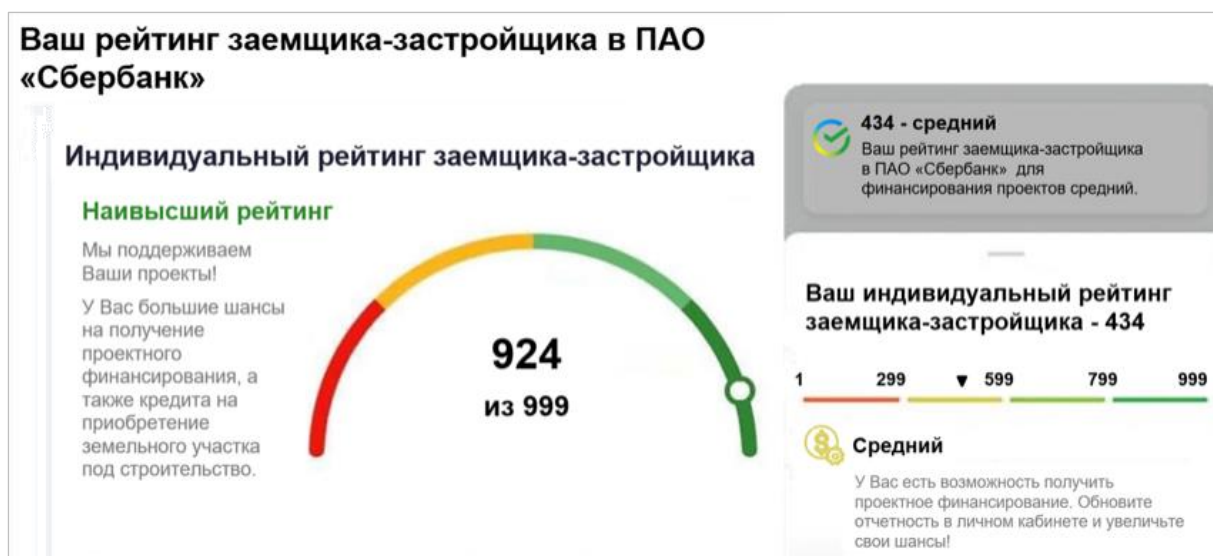 Ваш рейтинг заемщика-застройщика в ПАО
«Сбербанк»
Индивидуальный рейтинг заемщика-застройщика
Наивысший рейтинг
Мы поддерживаем
Ваши проекты!
У Вас большие шансы
на получение
проектного
финансирования, а
также кредита на
приобретение
земельного участка
под строительство.
924
из 999
434 - средний
Ваш рейтинг заемщика-застройщика
в ПАО «Сбербанк» для
финансирования проектов средний.
Ваш индивидуальный рейтинг
заемщика-застройщика - 434
1 299 599 799 999
Средний
У Вас есть возможность получить
проектное финансирование. Обновите
отчетность в личном кабинете и увеличьте
свои шансы!